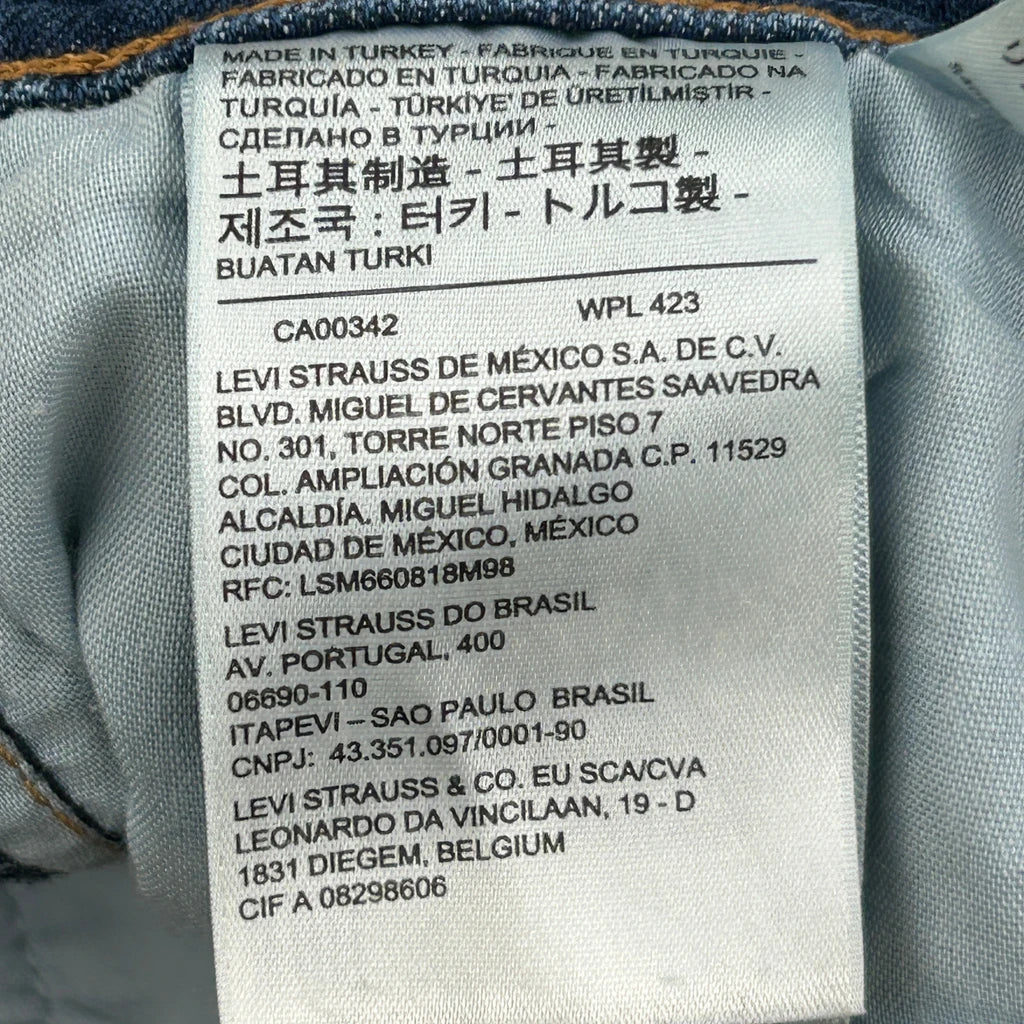 MADE IN TURKEY - FABRIQUE EN TURQUIE -
FABRICADO EN TURQUIA - FABRICADO NA
TURQUÍA - TÜRKİYE' DE ÜRETİLMİŞTİR -
СДЕЛАНО В ТУРЦИИ -
土耳其制造 - 土耳其製 -
제조국 : 터키 - トルコ製 -
BUATAN TURKI
CA00342 WPL 423
LEVI STRAUSS DE MÉXICO S.A. DE C.V.
BLVD. MIGUEL DE CERVANTES SAAVEDRA
NO. 301, TORRE NORTE PISO 7
COL. AMPLIACIÓN GRANADA C.P. 11529
ALCALDÍA. MIGUEL HIDALGO
CIUDAD DE MÉXICO, MÉXICO
RFC: LSM660818M98
LEVI STRAUSS DO BRASIL
AV. PORTUGAL, 400
06690-110
ITAPEVI – SAO PAULO BRASIL
CNPJ: 43.351.097/0001-90
LEVI STRAUSS & CO. EU SCA/CVA
LEONARDO DA VINCILAAN, 19 - D
1831 DIEGEM, BELGIUM
CIF A 08298606